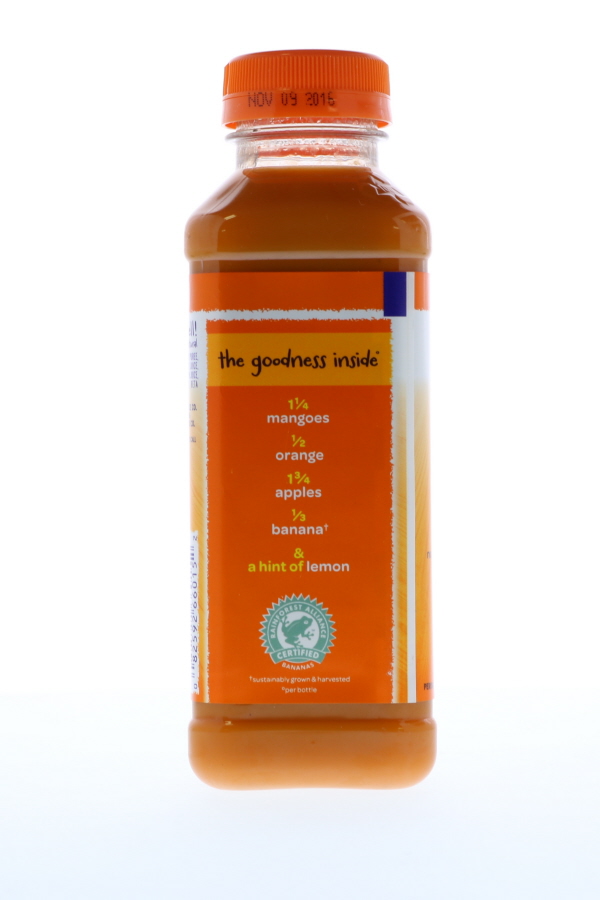 NOV 09 2015
the goodness inside*
1¼
mangoes
½
orange
1¾
apples
⅓
banana†
&
a hint of lemon
RAINFOREST ALLIANCE
CERTIFIED
BANANAS
†sustainably grown & harvested
*per bottle